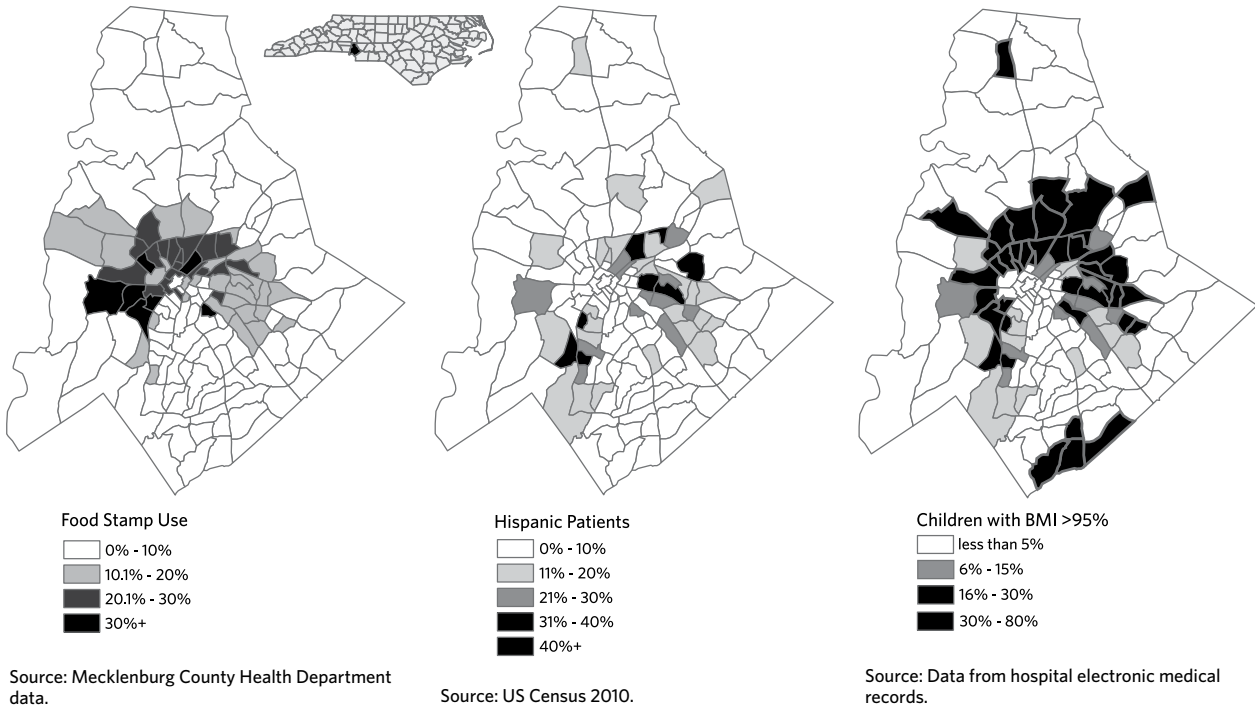 Food Stamp Use
0% - 10%
10.1% - 20%
20.1% - 30%
30%+
Source: Mecklenburg County Health Department
data.
Hispanic Patients
0% - 10%
11% - 20%
21% - 30%
31% - 40%
40%+
Source: US Census 2010.
Children with BMI >95%
less than 5%
6% - 15%
16% - 30%
30% - 80%
Source: Data from hospital electronic medical
records.